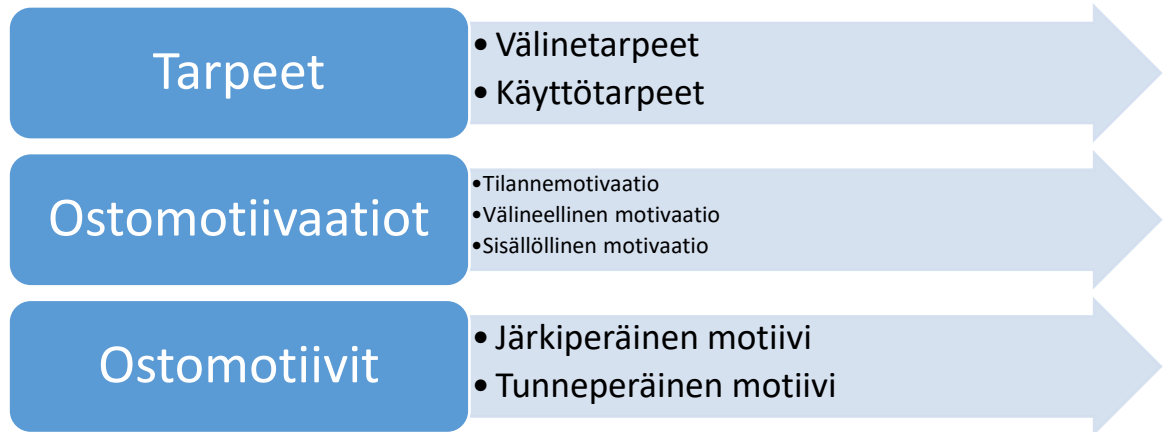 Tarpeet
• Välinetarpeet
• Käyttötarpeet
Ostomotiivaatiot
•Tilannemotivaatio
•Välineellinen motivaatio
•Sisällöllinen motivaatio
Ostomotiivit
• Järkiperäinen motiivi
• Tunneperäinen motiivi